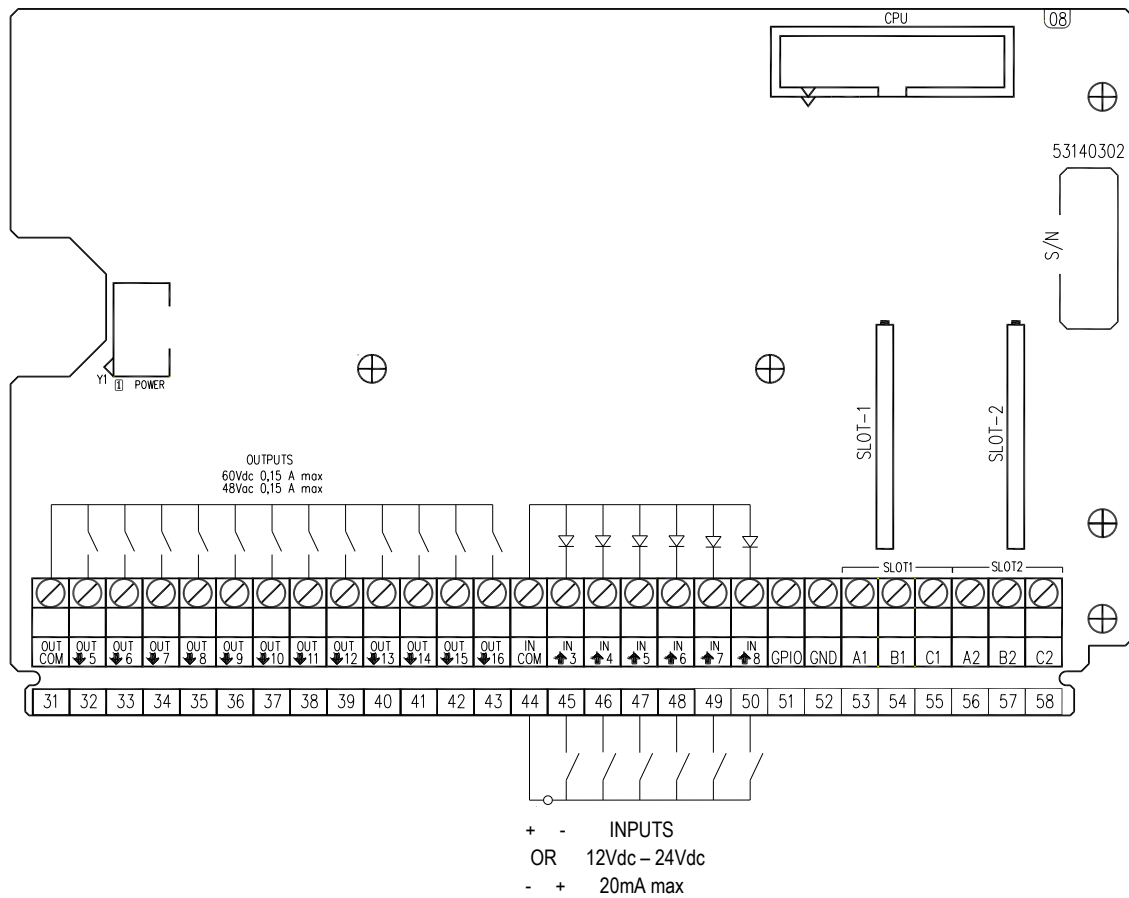 CPU
08
53140302
S/N
Y1 1 POWER
SLOT-1
SLOT-2
OUTPUTS
60Vdc 0,15 A max
48Vac 0,15 A max
SLOT1 SLOT2
OUT COM
OUT 5
OUT 6
OUT 7
OUT 8
OUT 9
OUT 10
OUT 11
OUT 12
OUT 13
OUT 14
OUT 15
OUT 16
IN COM
IN 3
IN 4
IN 5
IN 6
IN 7
IN 8
GPIO GND A1 B1 C1 A2 B2 C2
31 32 33 34 35 36 37 38 39 40 41 42 43 44 45 46 47 48 49 50 51 52 53 54 55 56 57 58
+ - INPUTS
OR 12Vdc – 24Vdc
- + 20mA max